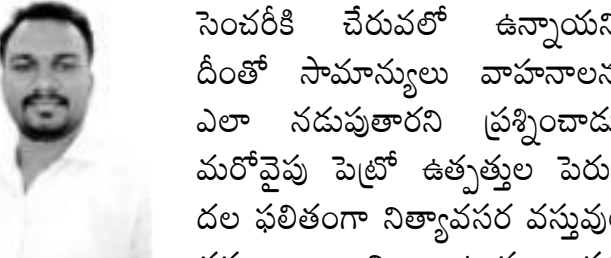 సెంచరీకి చేరువలో ఉన్నాయని
దీంతో సామాన్యులు వాహనాలను
ఎలా నడుపుతారని ప్రశ్నించాడు
మరోవైపు పెట్రో ఉత్పత్తుల పెరు
దల ఫలితంగా నిత్యావసర వస్తువుల